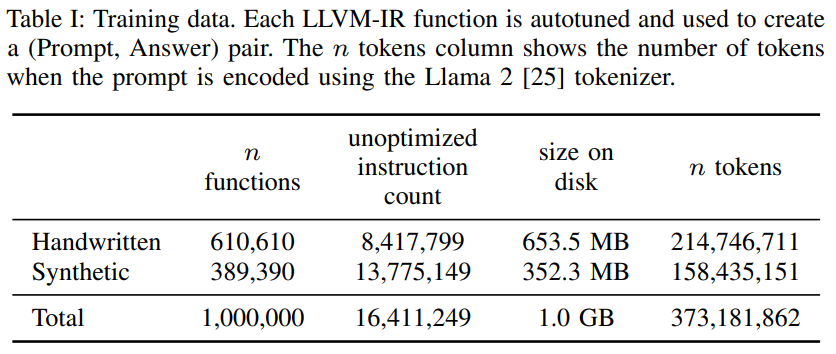 Table I: Training data. Each LLVM-IR function is autotuned and used to create
a (Prompt, Answer) pair. The n tokens column shows the number of tokens
when the prompt is encoded using the Llama 2 [25] tokenizer.
n functions unoptimized instruction count size on disk n tokens
Handwritten 610,610 8,417,799 653.5 MB 214,746,711
Synthetic 389,390 13,775,149 352.3 MB 158,435,151
Total 1,000,000 16,411,249 1.0 GB 373,181,862